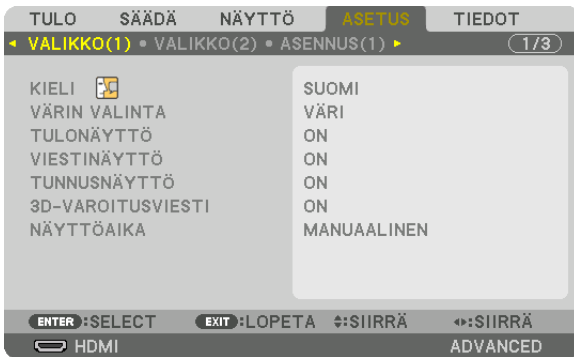 TULO SÄÄDÄ NÄYTTÖ ASETUS TIEDOT
VALIKKO(1) • VALIKKO(2) • ASENNUS(1) 1/3
KIELI SUOMI
VÄRIN VALINTA VÄRI
TULONÄYTTÖ ON
VIESTINÄYTTÖ ON
TUNNUSNÄYTTÖ ON
3D-VAROITUSVIESTI ON
NÄYTTÖAIKA MANUAALINEN
ENTER :SELECT EXIT :LOPETA :SIIRRÄ :SIIRRÄ
HDMI ADVANCED